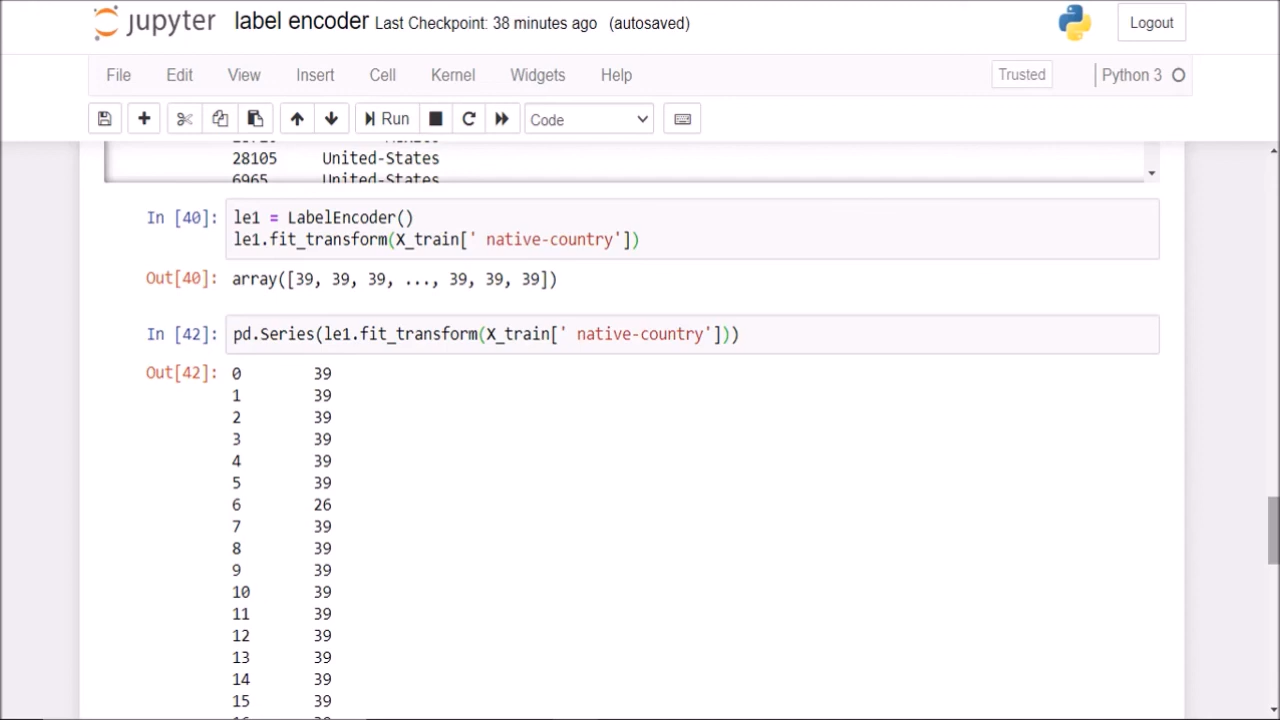 jupyter label encoder Last Checkpoint: 38 minutes ago (autosaved) Logout
File Edit View Insert Cell Kernel Widgets Help Trusted Python 3
Run Code
28105 United-States
6965 United-States
In [40]: le1 = LabelEncoder()
le1.fit_transform(X_train[' native-country'])
Out[40]: array([39, 39, 39, ..., 39, 39, 39])
In [42]: pd.Series(le1.fit_transform(X_train[' native-country']))
Out[42]: 0 39
1 39
2 39
3 39
4 39
5 39
6 26
7 39
8 39
9 39
10 39
11 39
12 39
13 39
14 39
15 39